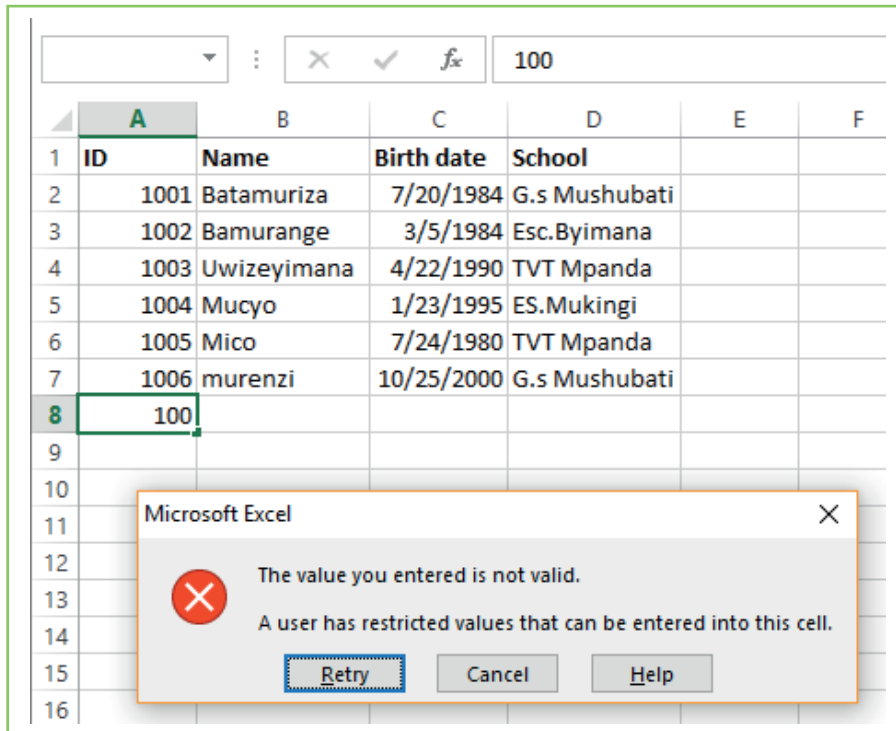 fx 100
A B C D E F
1 ID Name Birth date School
2 1001 Batamuriza 7/20/1984 G.s Mushubati
3 1002 Bamurange 3/5/1984 Esc.Byimana
4 1003 Uwizeyimana 4/22/1990 TVT Mpanda
5 1004 Mucyo 1/23/1995 ES.Mukingi
6 1005 Mico 7/24/1980 TVT Mpanda
7 1006 murenzi 10/25/2000 G.s Mushubati
8 100
9
10
11 Microsoft Excel
12 The value you entered is not valid.
13
14 A user has restricted values that can be entered into this cell.
15 Retry Cancel Help
16